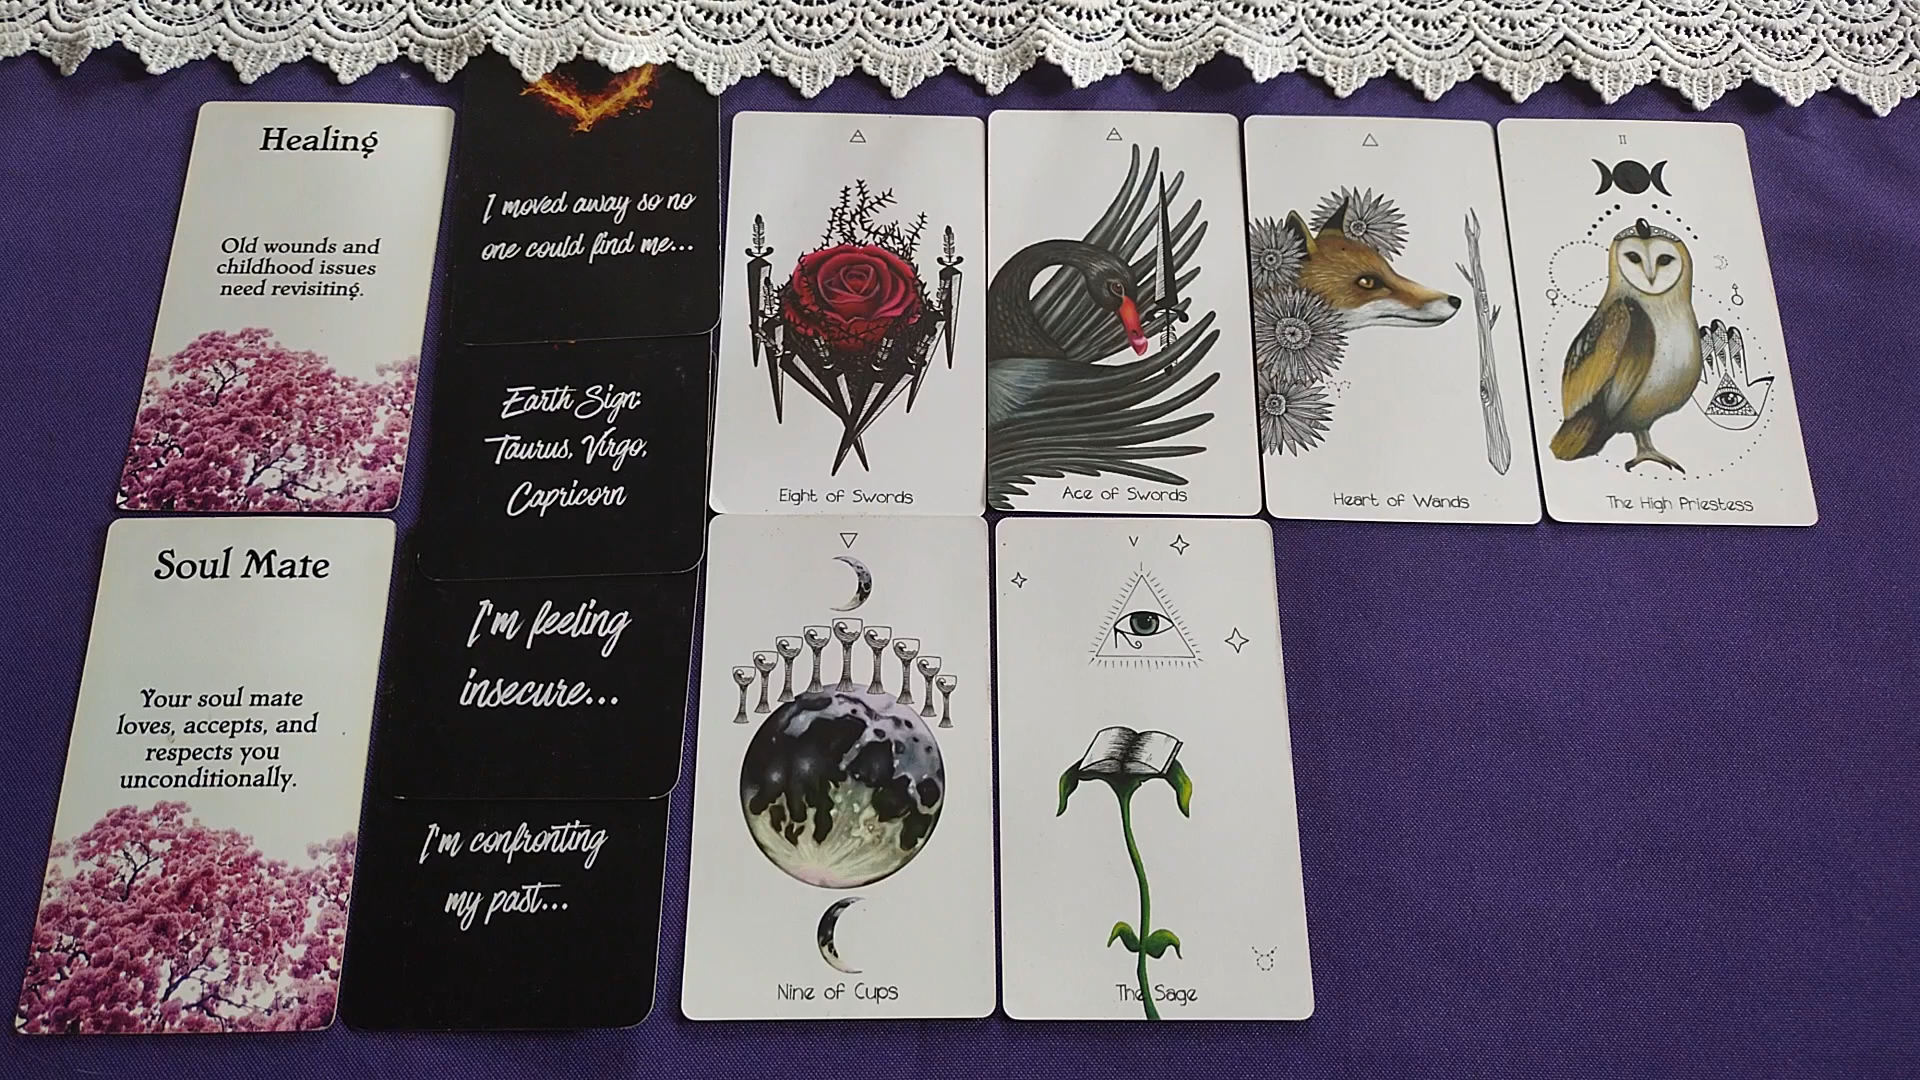 Healing
Old wounds and
childhood issues
need revisiting.
I moved away so no
one could find me...
Earth Sign:
Taurus, Virgo,
Capricorn
I'm feeling
insecure...
I'm confronting
my past...
Soul Mate
Your soul mate
loves, accepts, and
respects you
unconditionally.
Eight of Swords
Ace of Swords
Heart of Wands
II
The High Priestess
Nine of Cups
V
The Sage